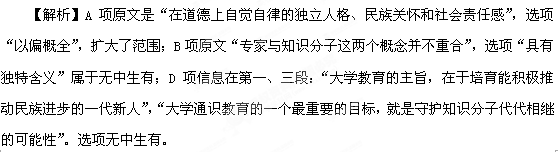 【解析】A 项原文是“在道德上自觉自律的独立人格、民族关怀和社会责任感”，选项
“以偏概全”，扩大了范围；B 项原文“专家与知识分子这两个概念并不重合”，选项“具有
独特含义”属于无中生有；D 项信息在第一、三段：“大学教育的主旨，在于培育能积极推
动民族进步的一代新人”，“大学通识教育的一个最重要的目标，就是守护知识分子代代相继
的可能性”。选项无中生有。